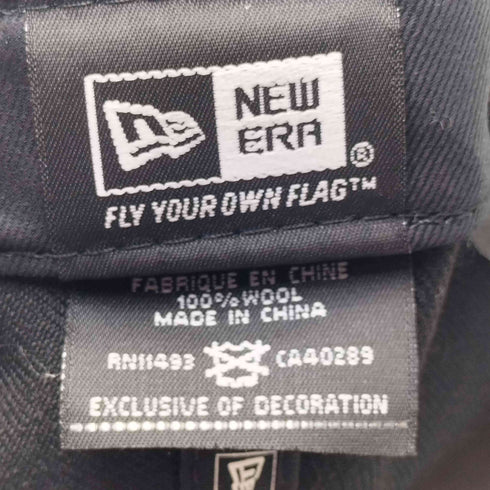 NEW
ERA®
FLY YOUR OWN FLAG™
FABRIQUE EN CHINE
100% WOOL
MADE IN CHINA
RN11493 CA40289
EXCLUSIVE OF DECORATION